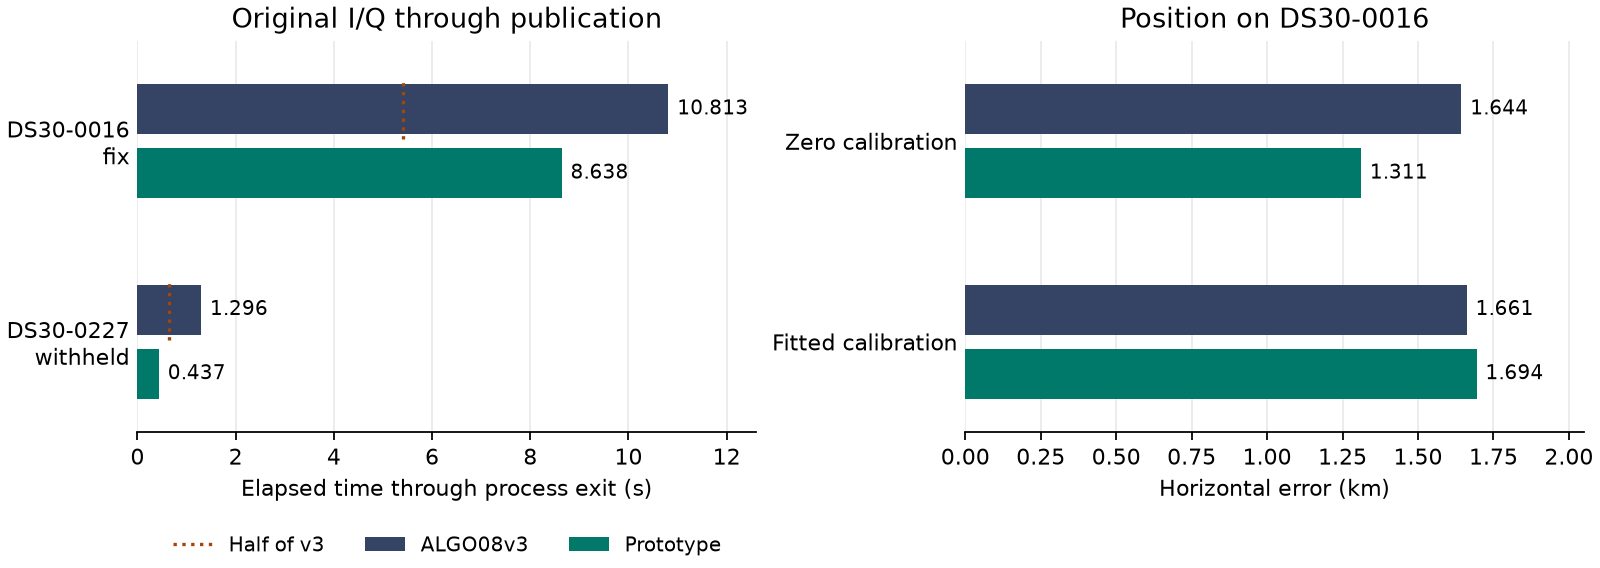 Original I/Q through publication
DS30-0016
fix
10.813
8.638
DS30-0227
withheld
1.296
0.437
0 2 4 6 8 10 12
Elapsed time through process exit (s)
Half of v3 ALGO08v3 Prototype
Position on DS30-0016
Zero calibration
1.644
1.311
Fitted calibration
1.661
1.694
0.00 0.25 0.50 0.75 1.00 1.25 1.50 1.75 2.00
Horizontal error (km)